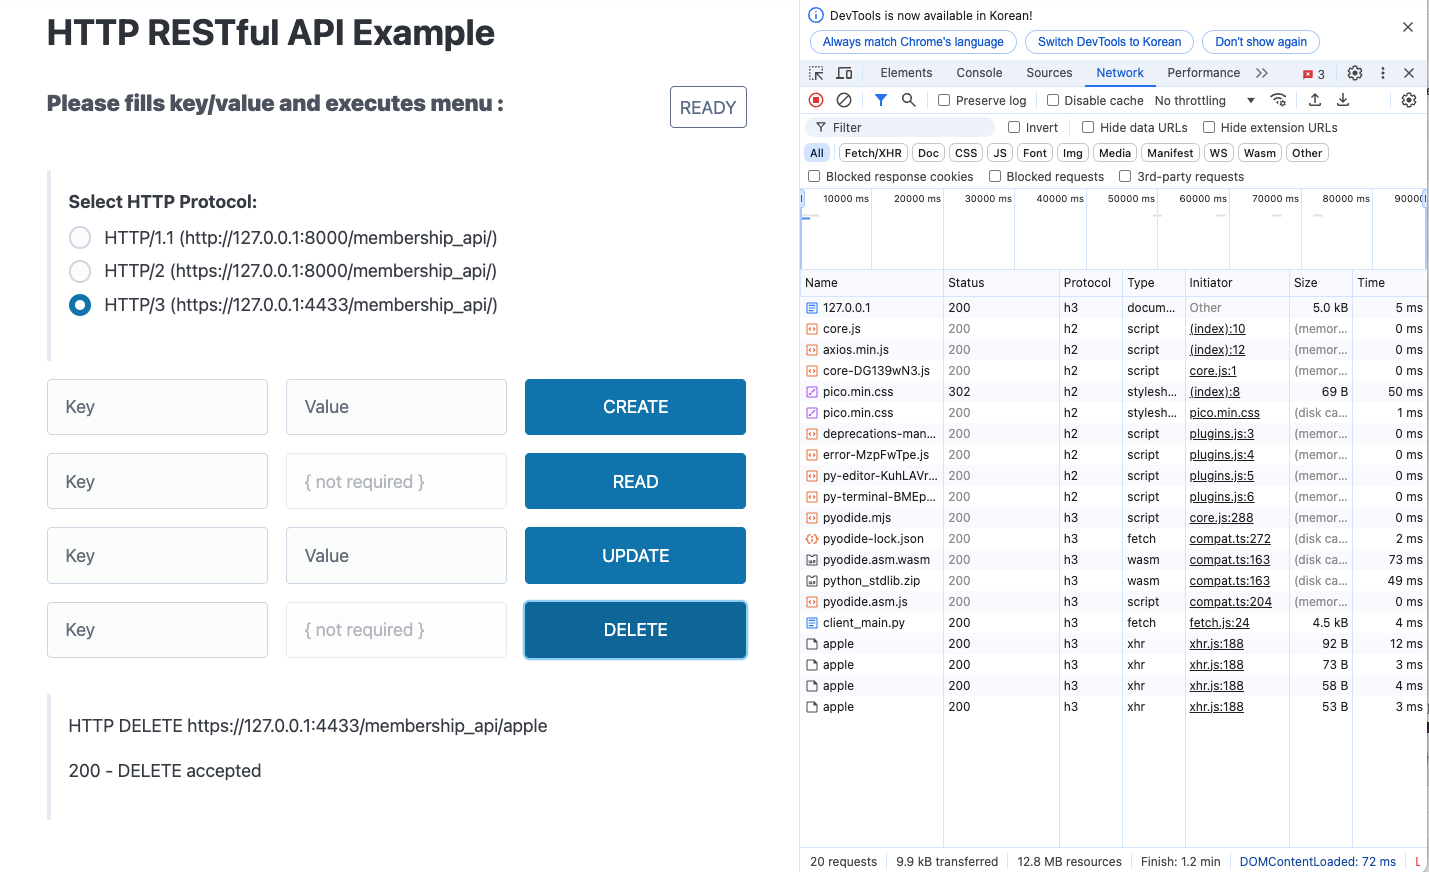 HTTP RESTful API Example
Please fills key/value and executes menu :
READY
Select HTTP Protocol:
HTTP/1.1 (http://127.0.0.1:8000/membership_api/)
HTTP/2 (https://127.0.0.1:8000/membership_api/)
HTTP/3 (https://127.0.0.1:4433/membership_api/)
Key Value CREATE
Key { not required } READ
Key Value UPDATE
Key { not required } DELETE
HTTP DELETE https://127.0.0.1:4433/membership_api/apple
200 - DELETE accepted
DevTools is now available in Korean!
Always match Chrome's language Switch DevTools to Korean Don't show again
Elements Console Sources Network Performance 3
Preserve log Disable cache No throttling
Filter Invert Hide data URLs Hide extension URLs
All Fetch/XHR Doc CSS JS Font Img Media Manifest WS Wasm Other
Blocked response cookies Blocked requests 3rd-party requests
10000 ms 20000 ms 30000 ms 40000 ms 50000 ms 60000 ms 70000 ms 80000 ms 90000
Name Status Protocol Type Initiator Size Time
127.0.0.1 200 h3 docum... Other 5.0 kB 5 ms
core.js 200 h2 script (index):10 (memor... 0 ms
axios.min.js 200 h2 script (index):12 (memor... 0 ms
core-DG139wN3.js 200 h2 script core.js:1 (memor... 0 ms
pico.min.css 302 h2 stylesh... (index):8 69 B 50 ms
pico.min.css 200 h2 stylesh... pico.min.css (disk ca... 1 ms
deprecations-man... 200 h2 script plugins.js:3 (memor... 0 ms
error-MzpFwTpe.js 200 h2 script plugins.js:4 (memor... 0 ms
py-editor-KuhLAVr... 200 h2 script plugins.js:5 (memor... 0 ms
py-terminal-BMEp... 200 h2 script plugins.js:6 (memor... 0 ms
pyodide.mjs 200 h3 script core.js:288 (memor... 0 ms
pyodide-lock.json 200 h3 fetch compat.ts:272 (disk ca... 2 ms
pyodide.asm.wasm 200 h3 wasm compat.ts:163 (disk ca... 73 ms
python_stdlib.zip 200 h3 wasm compat.ts:163 (disk ca... 49 ms
pyodide.asm.js 200 h3 script compat.ts:204 (memor... 0 ms
client_main.py 200 h3 fetch fetch.js:24 4.5 kB 4 ms
apple 200 h3 xhr xhr.js:188 92 B 12 ms
apple 200 h3 xhr xhr.js:188 73 B 3 ms
apple 200 h3 xhr xhr.js:188 58 B 4 ms
apple 200 h3 xhr xhr.js:188 53 B 3 ms
20 requests 9.9 kB transferred 12.8 MB resources Finish: 1.2 min DOMContentLoaded: 72 ms L